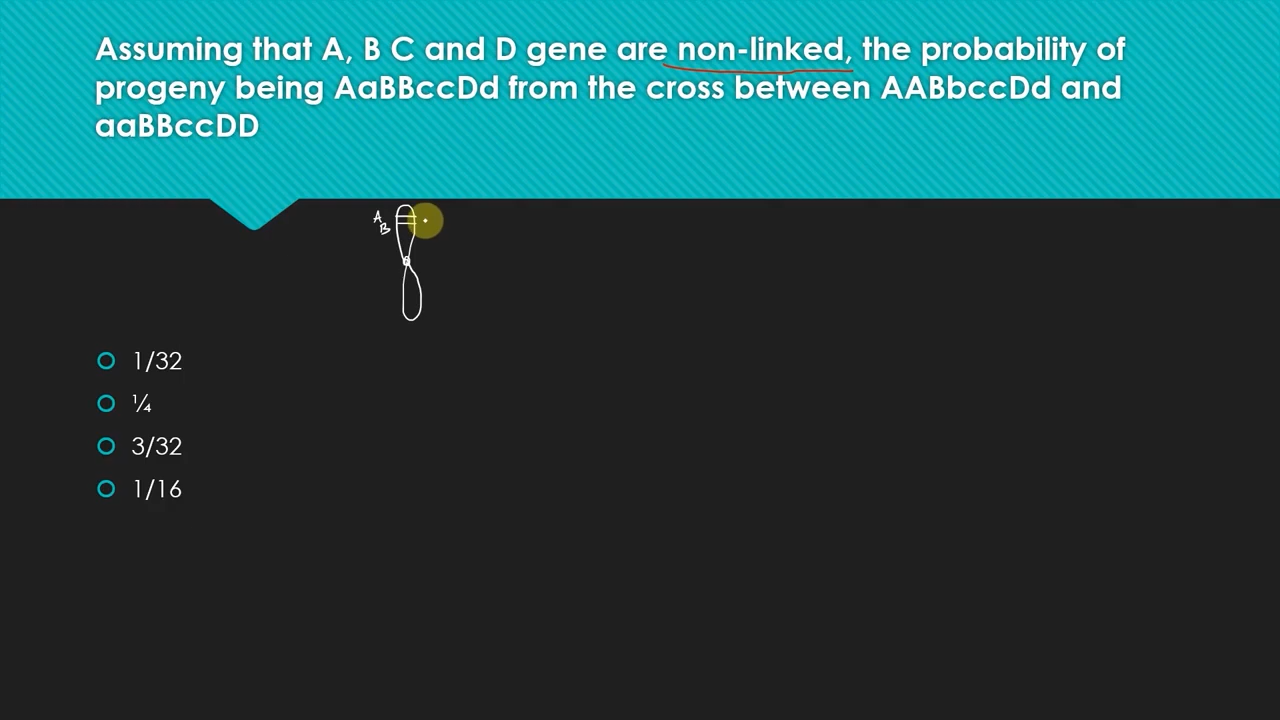 Assuming that A, B C and D gene are non-linked, the probability of
progeny being AaBBccDd from the cross between AABbccDd and
aaBBccDD
A
B
1/32
¼
3/32
1/16